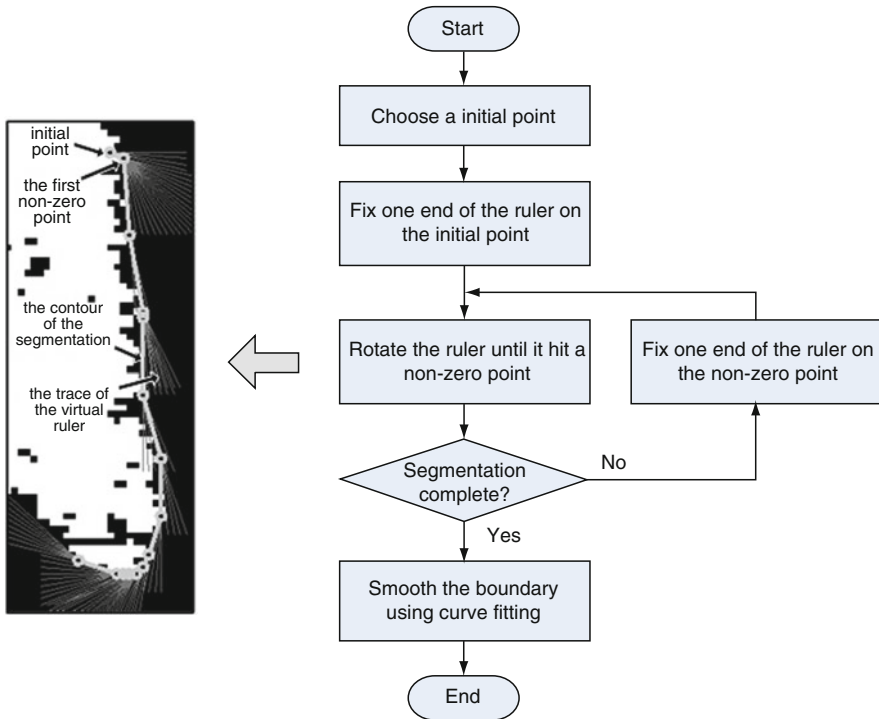 Start
Choose a initial point
Fix one end of the ruler on
the initial point
Rotate the ruler until it hit a
non-zero point
Fix one end of the ruler on
the non-zero point
Segmentation
complete?
No
Yes
Smooth the boundary
using curve fitting
End
initial
point
the first
non-zero
point
the contour
of the
segmentation
the trace of
the virtual
ruler